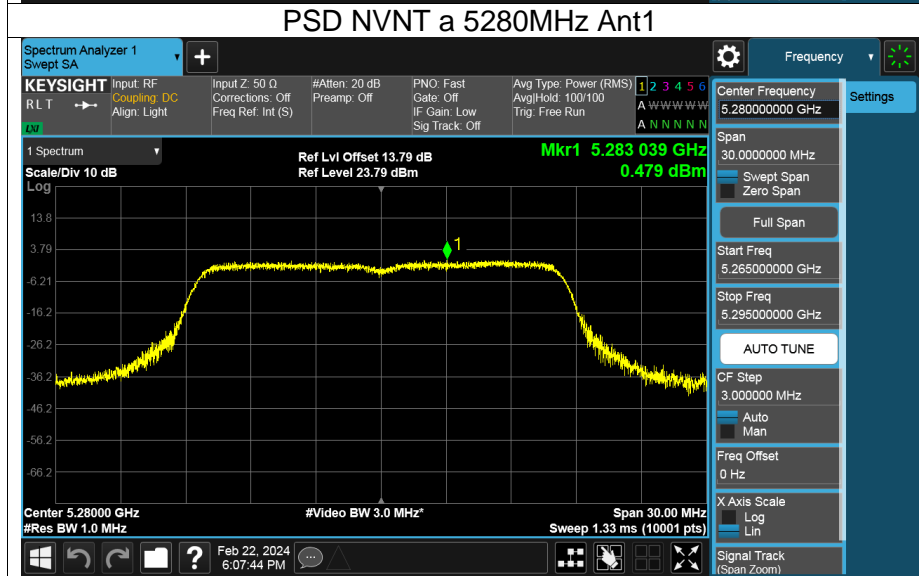 PSD NVNT a 5280MHz Ant1
Spectrum Analyzer 1
Swept SA
+
Frequency
KEYSIGHT
R L T
LXI
Input: RF
Coupling: DC
Align: Light
Input Z: 50 Ω
Corrections: Off
Freq Ref: Int (S)
#Atten: 20 dB
Preamp: Off
PNO: Fast
Gate: Off
IF Gain: Low
Sig Track: Off
Avg Type: Power (RMS)
Avg|Hold: 100/100
Trig: Free Run
1 2 3 4 5 6
A W W W W W
A N N N N N
Center Frequency
5.280000000 GHz
Settings
Span
30.0000000 MHz
Swept Span
Zero Span
Full Span
Start Freq
5.265000000 GHz
Stop Freq
5.295000000 GHz
AUTO TUNE
CF Step
3.000000 MHz
Auto
Man
Freq Offset
0 Hz
X Axis Scale
Log
Lin
Signal Track
(Span Zoom)
1 Spectrum
Scale/Div 10 dB
Log
Ref Lvl Offset 13.79 dB
Ref Level 23.79 dBm
Mkr1 5.283 039 GHz
0.479 dBm
13.8
3.79
-6.21
-16.2
-26.2
-36.2
-46.2
-56.2
-66.2
1
Center 5.28000 GHz
#Res BW 1.0 MHz
#Video BW 3.0 MHz*
Span 30.00 MHz
Sweep 1.33 ms (10001 pts)
?
Feb 22, 2024
6:07:44 PM